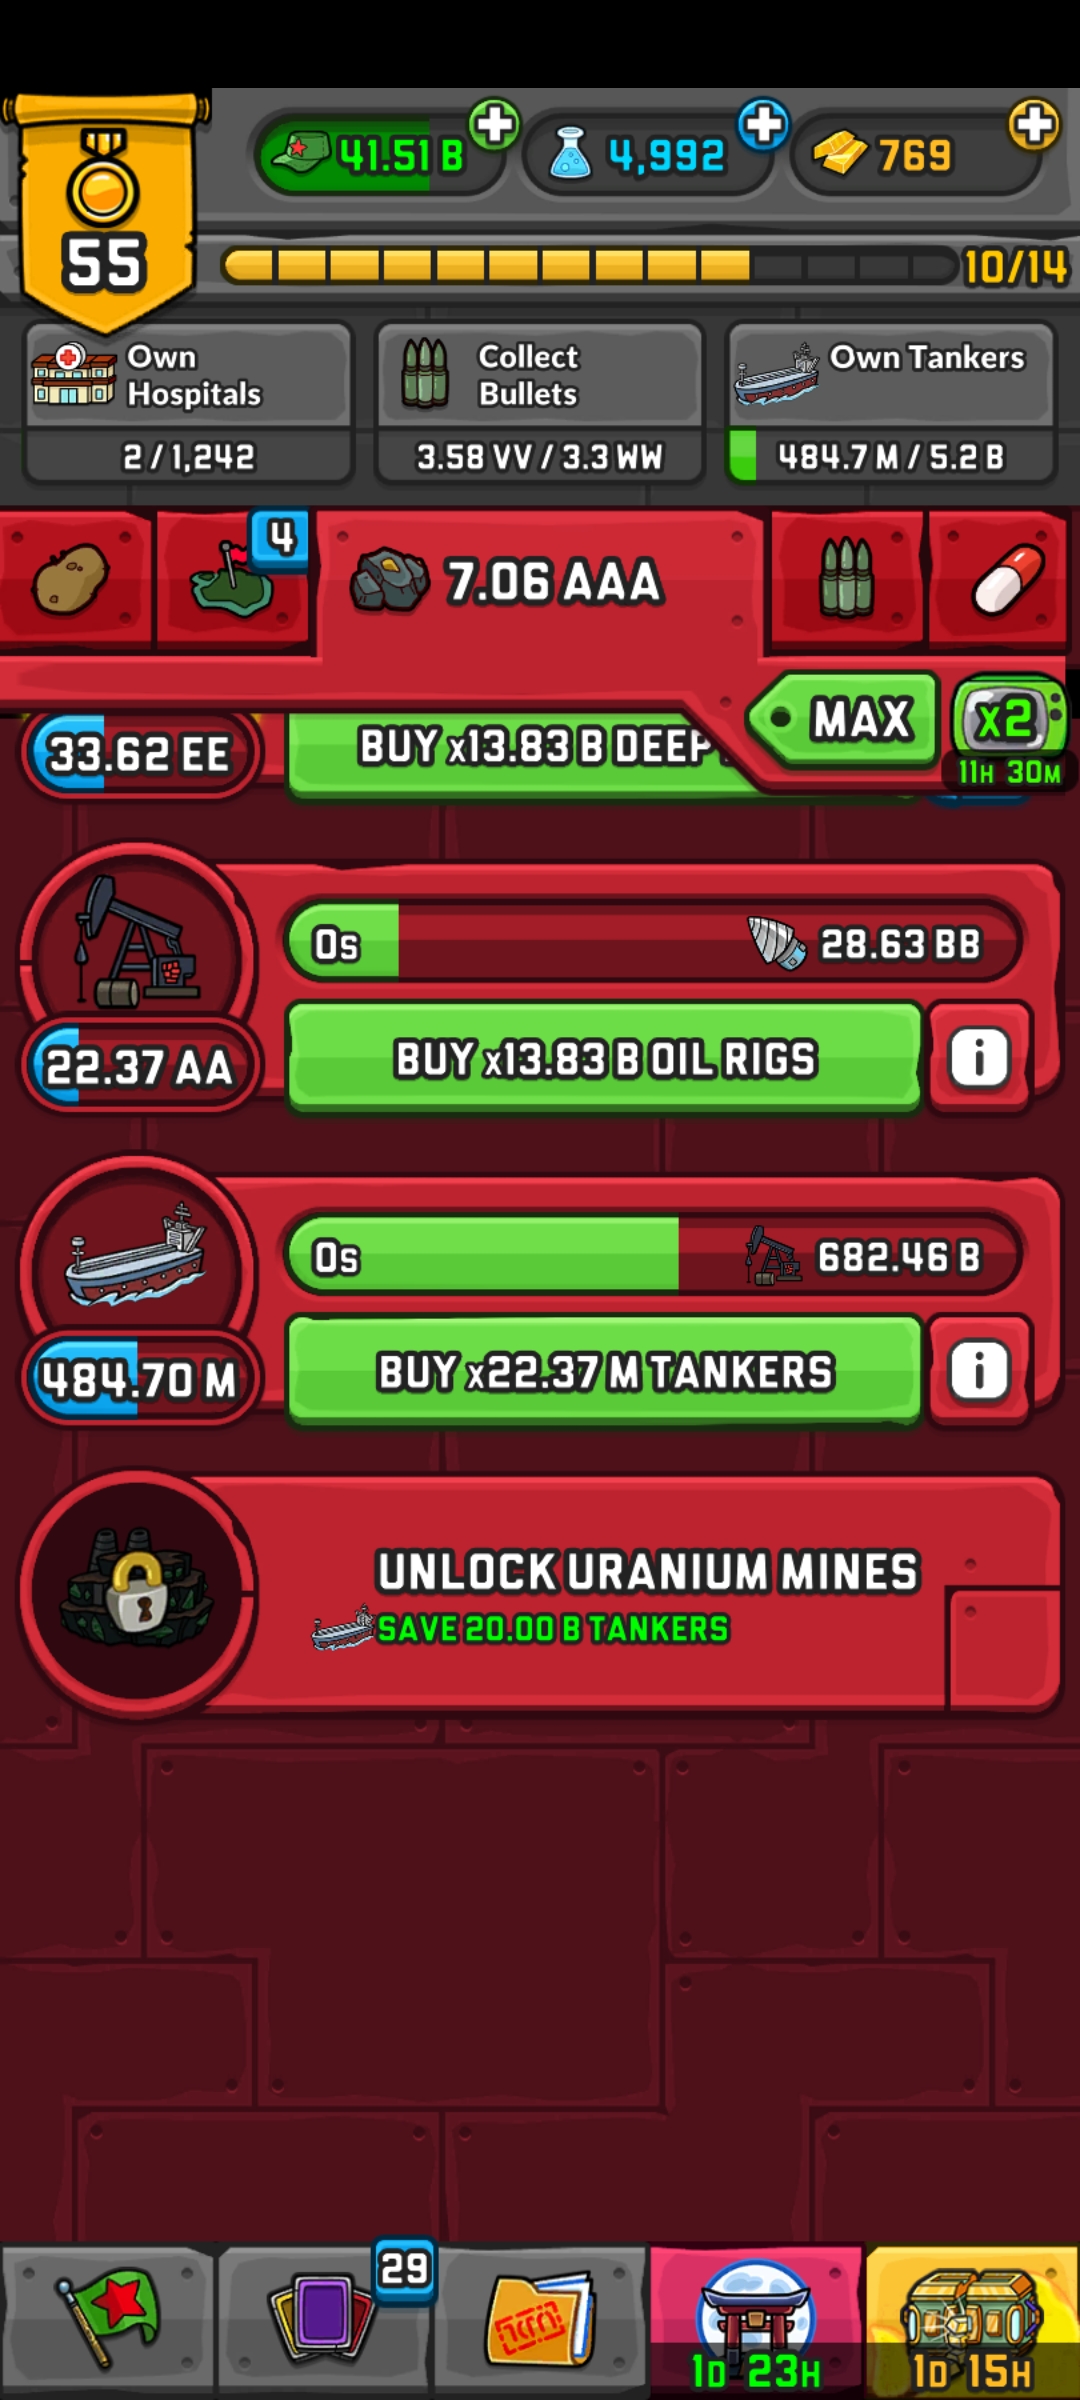 41.51 B
4,992
769
55
10/14
Own
Hospitals
2 / 1,242
Collect
Bullets
3.58 VV / 3.3 WW
Own Tankers
484.7 M / 5.2 B
4
7.06 AAA
MAX
x2
11H 30M
33.62 EE
BUY x13.83 B DEEP
0s
28.63 BB
22.37 AA
BUY x13.83 B OIL RIGS
i
0s
682.46 B
484.70 M
BUY x22.37 M TANKERS
i
UNLOCK URANIUM MINES
SAVE 20.00 B TANKERS
29
1D 23H
1D 15H